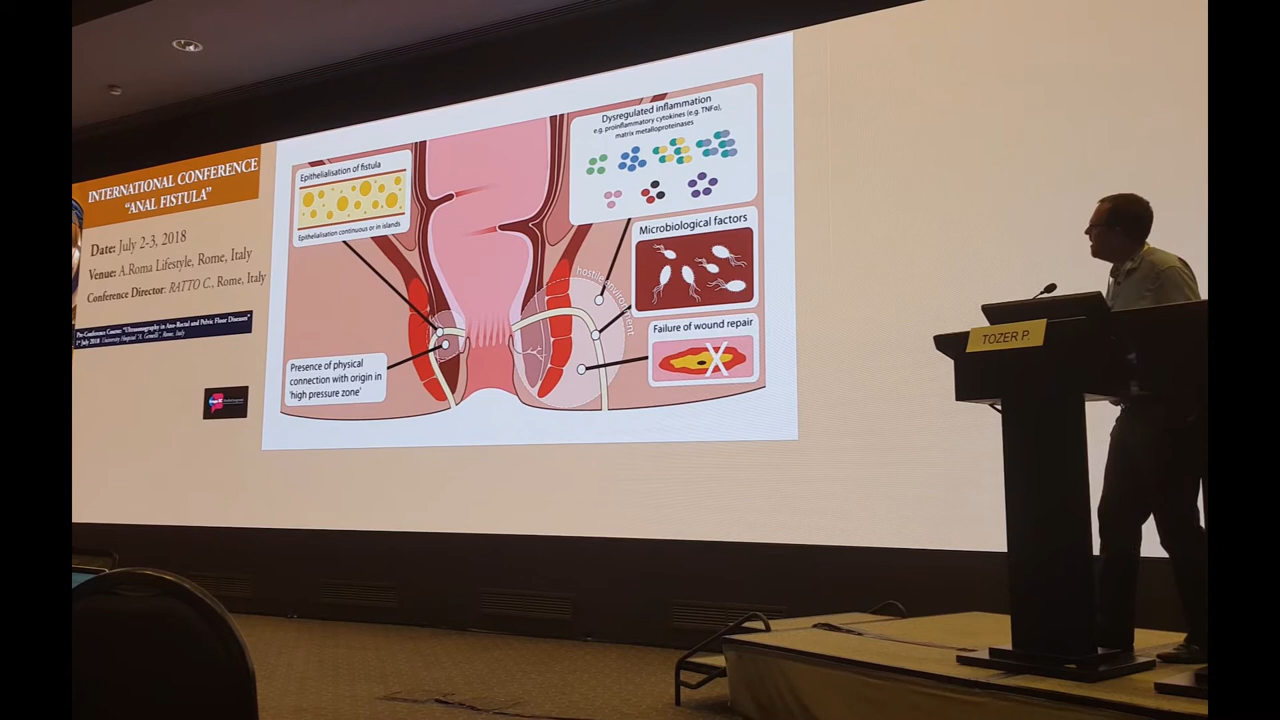 INTERNATIONAL CONFERENCE
“ANAL FISTULA”
Date: July 2-3, 2018
Venue: A.Roma Lifestyle, Rome, Italy
Conference Director: RATTO C., Rome, Italy
Pre-Conference Course: “Ultrasonography in Ano-Rectal and Pelvic Floor Diseases”
1st July 2018 University Hospital “A. Gemelli”, Rome, Italy
Epithelialisation of fistula
Epithelialisation continuous or in islands
Presence of physical
connection with origin in
‘high pressure zone’
Dysregulated inflammation
e.g. proinflammatory cytokines (e.g. TNFα),
matrix metalloproteinases
Microbiological factors
hostile environment
Failure of wound repair
X
TOZER P.